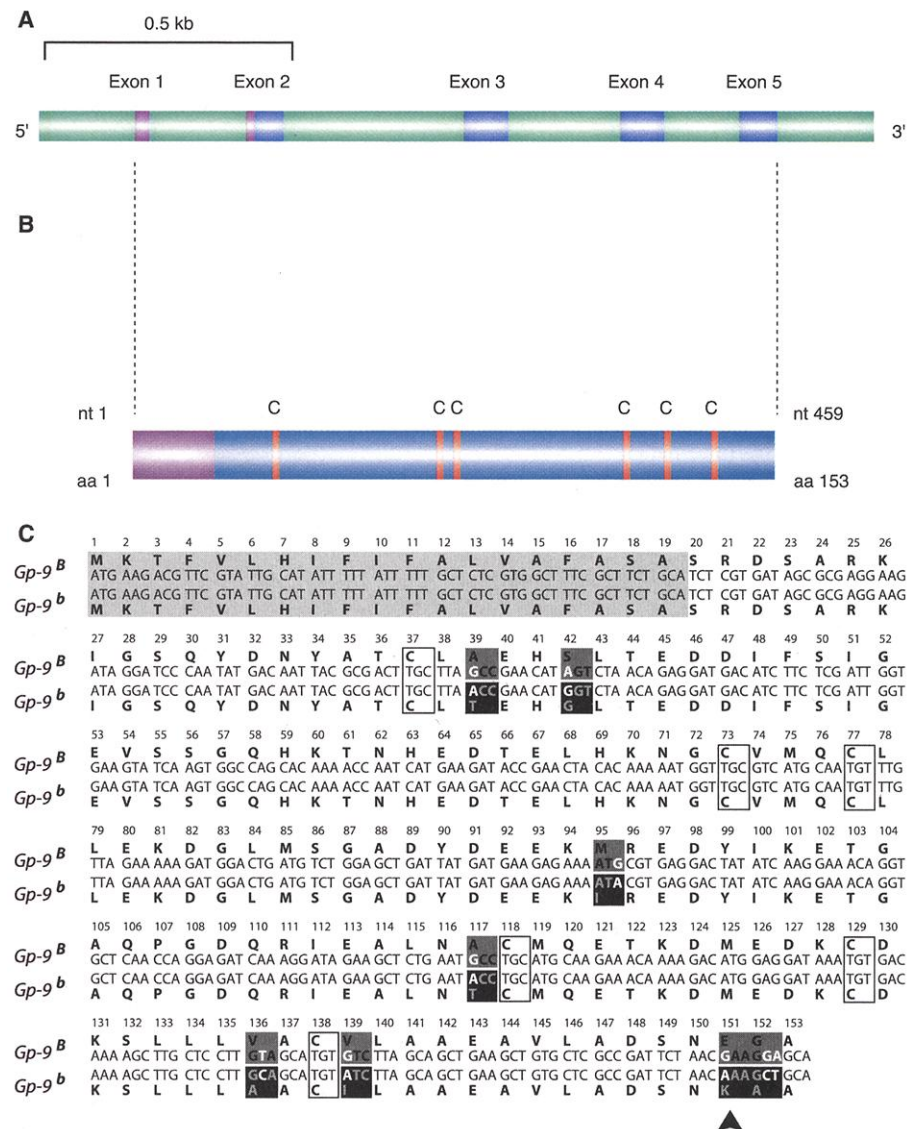 A
0.5 kb
Exon 1 Exon 2 Exon 3 Exon 4 Exon 5
5' 3'
B
nt 1 C C C C C C nt 459
aa 1 aa 153
C
1 2 3 4 5 6 7 8 9 10 11 12 13 14 15 16 17 18 19 20 21 22 23 24 25 26
M K T F V L H I F I F A L V A F A S A S R D S A R K
Gp-9 B ATG AAG ACG TTC GTA TTG CAT ATT TTT ATT TTT GCT CTC GTG GCT TTC GCT TCT GCA TCT CGT GAT AGC GCG AGG AAG
Gp-9 b ATG AAG ACG TTC GTA TTG CAT ATT TTT ATT TTT GCT CTC GTG GCT TTC GCT TCT GCA TCT CGT GAT AGC GCG AGG AAG
M K T F V L H I F I F A L V A F A S A S R D S A R K
27 28 29 30 31 32 33 34 35 36 37 38 39 40 41 42 43 44 45 46 47 48 49 50 51 52
I G S Q Y D N Y A T C L A E H S L T E D D I F S I G
Gp-9 B ATA GGA TCC CAA TAT GAC AAT TAC GCG ACT TGC TTA GCC GAA CAT AGT CTA ACA GAG GAT GAC ATC TTC TCG ATT GGT
Gp-9 b ATA GGA TCC CAA TAT GAC AAT TAC GCG ACT TGC TTA ACC GAA CAT GGT CTA ACA GAG GAT GAC ATC TTC TCG ATT GGT
I G S Q Y D N Y A T C L T E H G L T E D D I F S I G
53 54 55 56 57 58 59 60 61 62 63 64 65 66 67 68 69 70 71 72 73 74 75 76 77 78
E V S S G Q H K T N H E D T E L H K N G C V M Q C L
Gp-9 B GAA GTA TCA AGT GGC CAG CAC AAA ACC AAT CAT GAA GAT ACC GAA CTA CAC AAA AAT GGT TGC GTC ATG CAA TGT TTG
Gp-9 b GAA GTA TCA AGT GGC CAG CAC AAA ACC AAT CAT GAA GAT ACC GAA CTA CAC AAA AAT GGT TGC GTC ATG CAA TGT TTG
E V S S G Q H K T N H E D T E L H K N G C V M Q C L
79 80 81 82 83 84 85 86 87 88 89 90 91 92 93 94 95 96 97 98 99 100 101 102 103 104
L E K D G L M S G A D Y D E E K M R E D Y I K E T G
Gp-9 B TTA GAA AAA GAT GGA CTG ATG TCT GGA GCT GAT TAT GAT GAA GAG AAA ATG CGT GAG GAC TAT ATC AAG GAA ACA GGT
Gp-9 b TTA GAA AAA GAT GGA CTG ATG TCT GGA GCT GAT TAT GAT GAA GAG AAA ATA CGT GAG GAC TAT ATC AAG GAA ACA GGT
L E K D G L M S G A D Y D E E K I R E D Y I K E T G
105 106 107 108 109 110 111 112 113 114 115 116 117 118 119 120 121 122 123 124 125 126 127 128 129 130
A Q P G D Q R I E A L N A C M Q E T K D M E D K C D
Gp-9 B GCT CAA CCA GGA GAT CAA AGG ATA GAA GCT CTG AAT GCC TGC ATG CAA GAA ACA AAA GAC ATG GAG GAT AAA TGT GAC
Gp-9 b GCT CAA CCA GGA GAT CAA AGG ATA GAA GCT CTG AAT ACC TGC ATG CAA GAA ACA AAA GAC ATG GAG GAT AAA TGT GAC
A Q P G D Q R I E A L N T C M Q E T K D M E D K C D
131 132 133 134 135 136 137 138 139 140 141 142 143 144 145 146 147 148 149 150 151 152 153
K S L L L V A C V L A A E A V L A D S N E G A
Gp-9 B AAA AGC TTG CTC CTT GTA GCA TGT GTC TTA GCA GCT GAA GCT GTG CTC GCC GAT TCT AAC GAA GGA GCA
Gp-9 b AAA AGC TTG CTC CTT GCA GCA TGT ATC TTA GCA GCT GAA GCT GTG CTC GCC GAT TCT AAC AAA GCT GCA
K S L L L A A C I L A A E A V L A D S N K A A